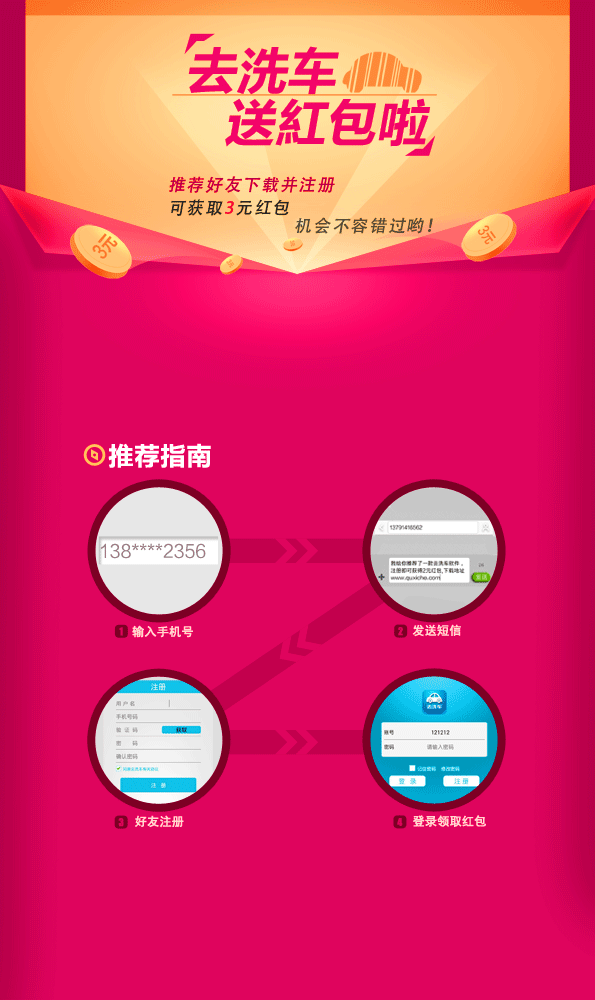 去洗车
送紅包啦
推荐好友下载并注册
可获取3元红包
机会不容错过哟！
3元
3元
推荐指南
138****2356
13791416562
我给你推荐了一款去洗车软件，
注册即可获得2元红包,下载地址
www.quxiche.com
发送
1 输入手机号
2 发送短信
注册
用户名
手机号码
验证码 获取
密 码
确认密码
注 册
去洗车
账号 121212
密码 请输入密码
记住密码 修改密码
登 录 注 册
3 好友注册
4 登录领取红包